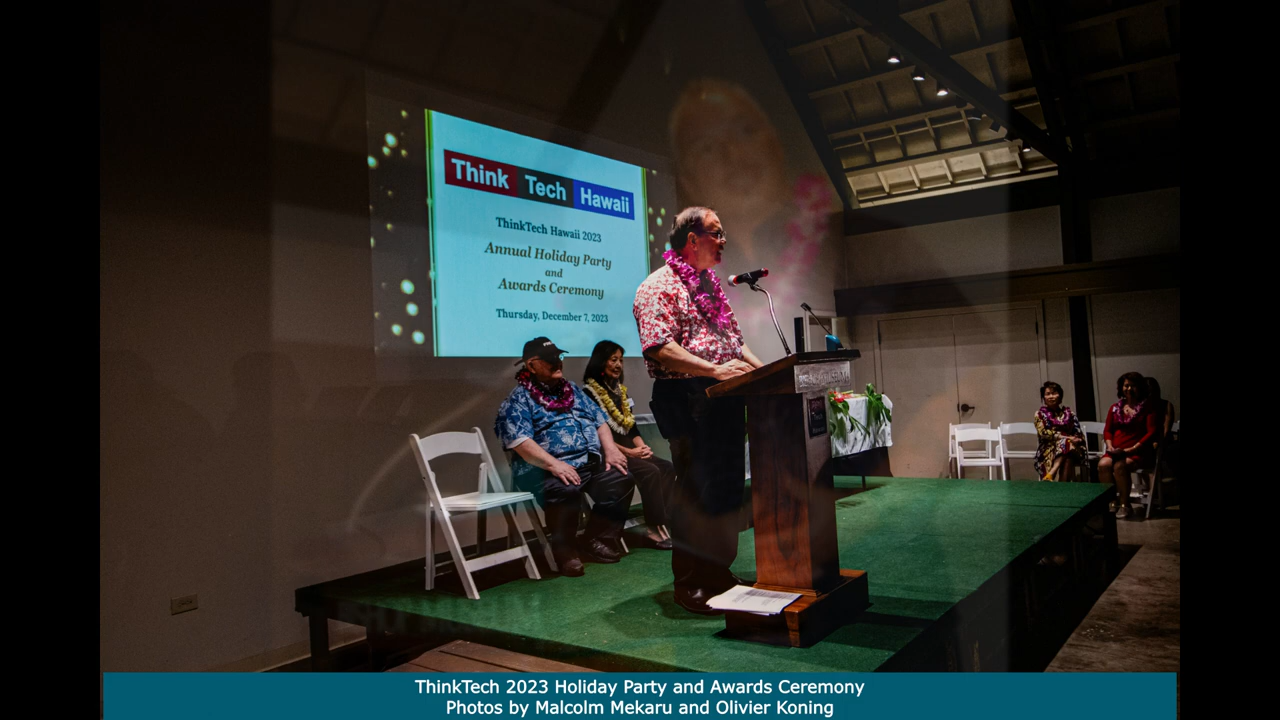 Think Tech Hawaii
ThinkTech Hawaii 2023
Annual Holiday Party
and
Awards Ceremony
Thursday, December 7, 2023
ThinkTech 2023 Holiday Party and Awards Ceremony
Photos by Malcolm Mekaru and Olivier Koning